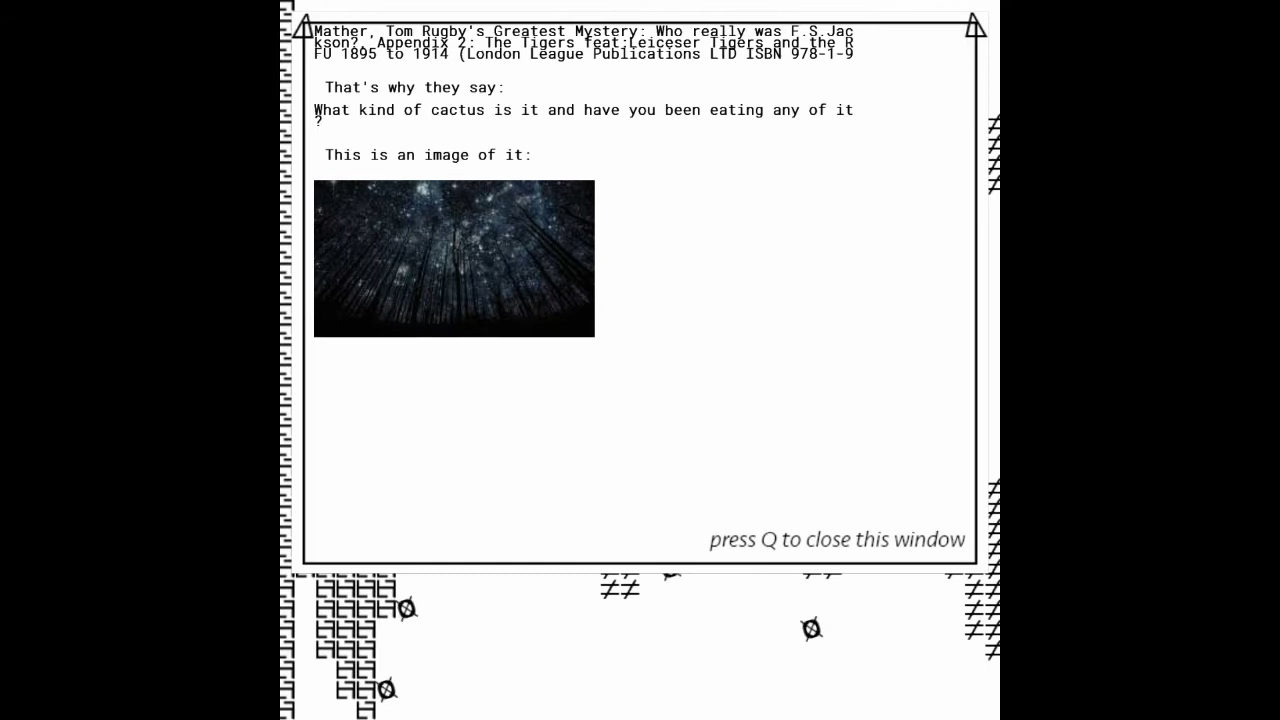 Mather, Tom Rugby's Greatest Mystery: Who really was F.S.Jac
kson?, Appendix 2: The Tigers feat:Leiceser Tigers and the R
FU 1895 to 1914 (London League Publications LTD ISBN 978-1-9
That's why they say:
What kind of cactus is it and have you been eating any of it
?
This is an image of it:
press Q to close this window